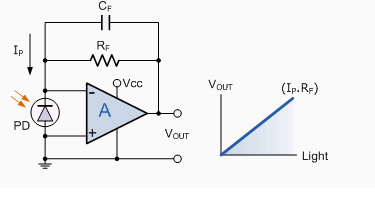 CF
RF
IP
Vcc
-
A
+
PD
VOUT
VOUT
(IP.RF)
Light